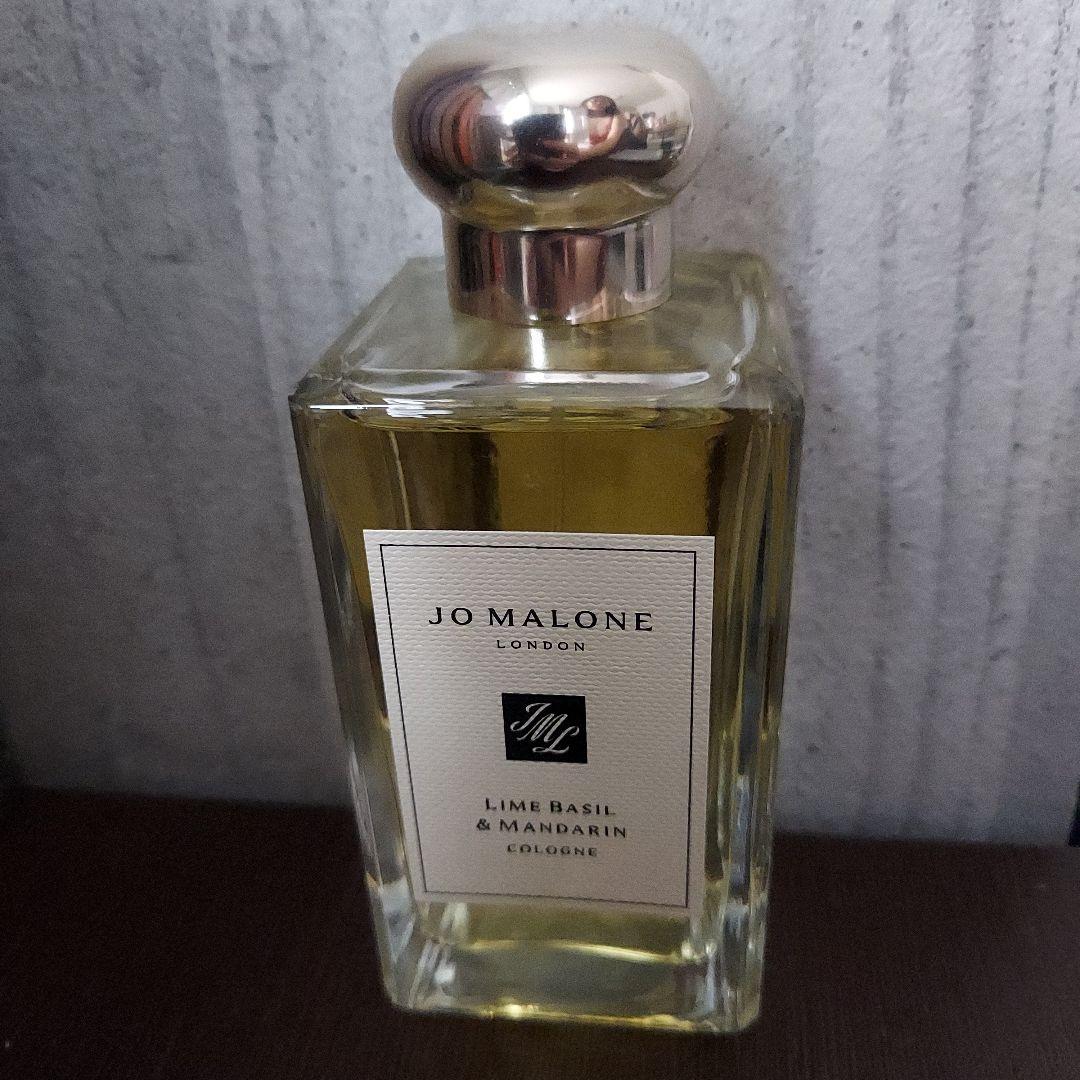 JO MALONE
LONDON
JML
LIME BASIL
& MANDARIN
COLOGNE